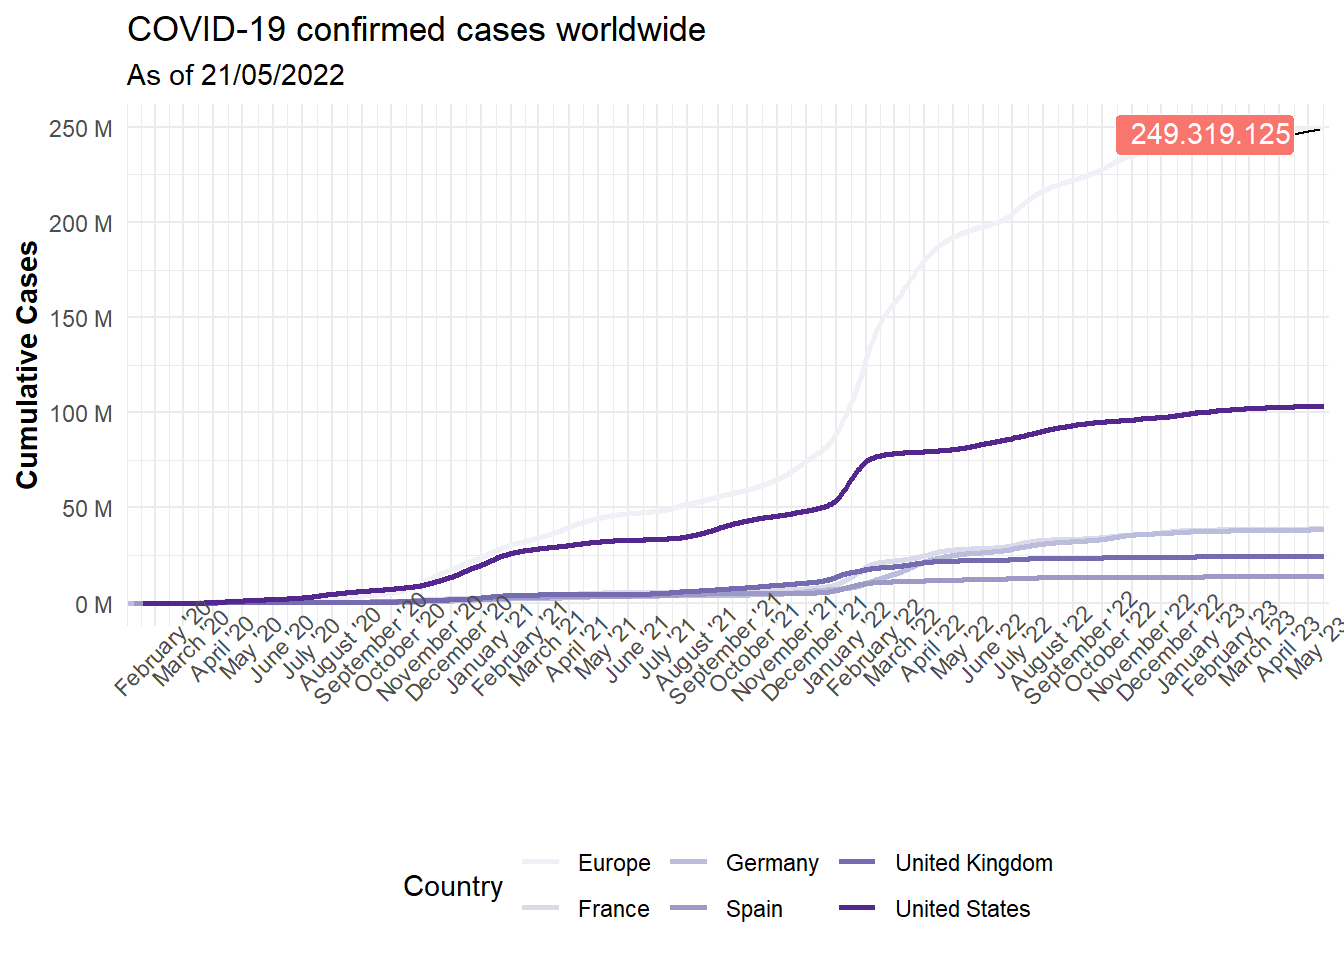 COVID-19 confirmed cases worldwide
As of 21/05/2022
Cumulative Cases
250 M
200 M
150 M
100 M
50 M
0 M
249.319.125
February '20
March '20
April '20
May '20
June '20
July '20
August '20
September '20
October '20
November '20
December '20
January '21
February '21
March '21
April '21
May '21
June '21
July '21
August '21
September '21
October '21
November '21
December '21
January '22
February '22
March '22
April '22
May '22
June '22
July '22
August '22
September '22
October '22
November '22
December '22
January '23
February '23
March '23
April '23
May '23
Country
Europe
Germany
United Kingdom
France
Spain
United States